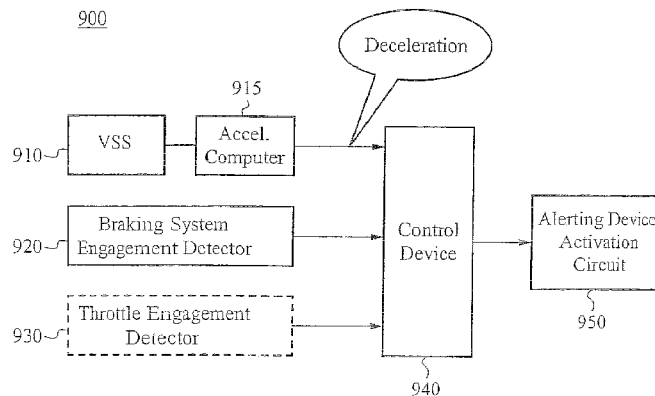 900
Deceleration
915
VSS
Accel.
Computer
910
Braking System
Engagement Detector
920
Control
Device
Alerting Device
Activation
Circuit
950
Throttle Engagement
Detector
930
940